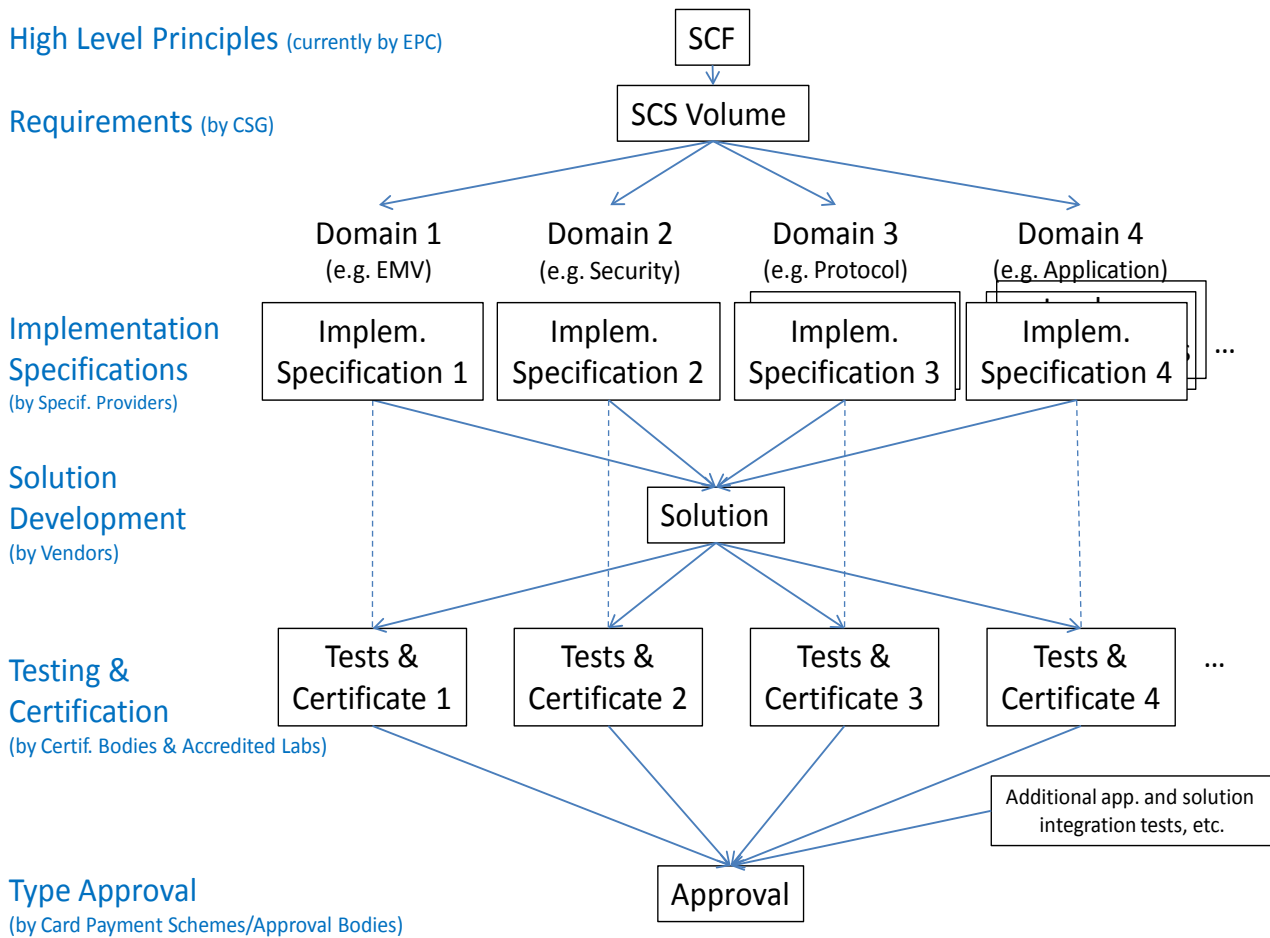 High Level Principles (currently by EPC)
SCF
Requirements (by CSG)
SCS Volume
Domain 1
(e.g. EMV)
Domain 2
(e.g. Security)
Domain 3
(e.g. Protocol)
Domain 4
(e.g. Application)
Implementation
Specifications
(by Specif. Providers)
Implem.
Specification 1
Implem.
Specification 2
Implem.
Specification 3
Implem.
Specification 4
...
Solution
Development
(by Vendors)
Solution
Testing &
Certification
(by Certif. Bodies & Accredited Labs)
Tests &
Certificate 1
Tests &
Certificate 2
Tests &
Certificate 3
Tests &
Certificate 4
...
Additional app. and solution
integration tests, etc.
Type Approval
(by Card Payment Schemes/Approval Bodies)
Approval